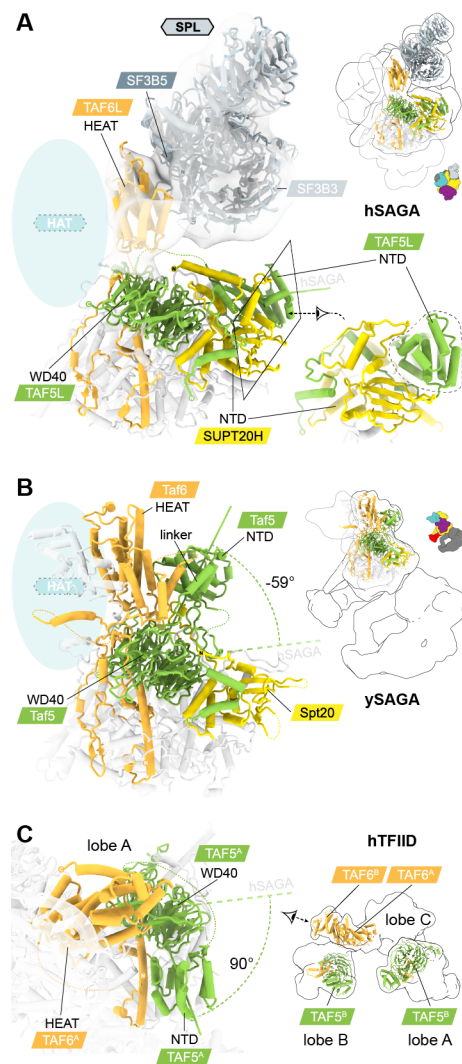 A
SPL
SF3B5
TAF6L
HEAT
HAT
SF3B3
hSAGA
TAF5L
NTD
hSAGA
WD40
TAF5L
NTD
SUPT20H
B
Taf6
HEAT
Taf5
linker
NTD
HAT
-59°
hSAGA
WD40
Taf5
Spt20
ySAGA
C
lobe A
TAF5ᴬ
WD40
hSAGA
90°
HEAT
TAF6ᴬ
NTD
TAF5ᴬ
hTFIID
TAF6ᴮ TAF6ᴬ
lobe C
TAF5ᴮ TAF5ᴮ
lobe B lobe A